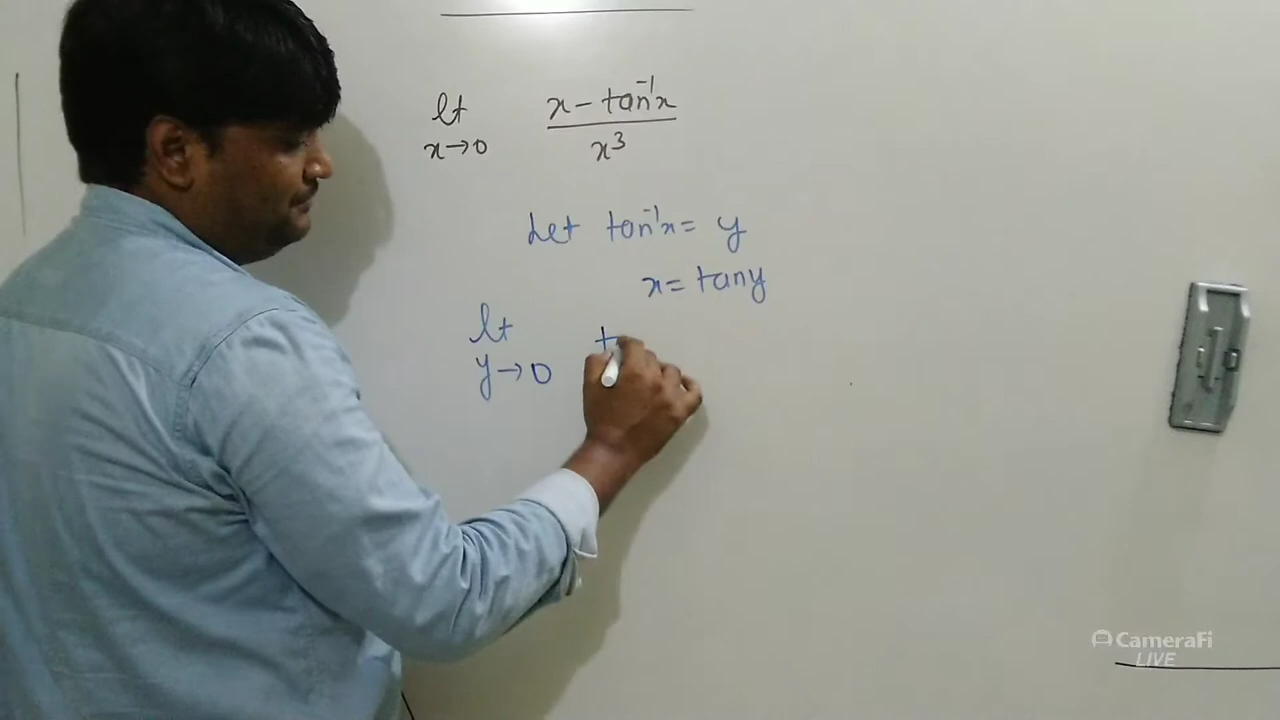 lt x→0 x - tan⁻¹x / x³
Let tan⁻¹x = y
x = tany
lt y→0 t
CameraFi
LIVE